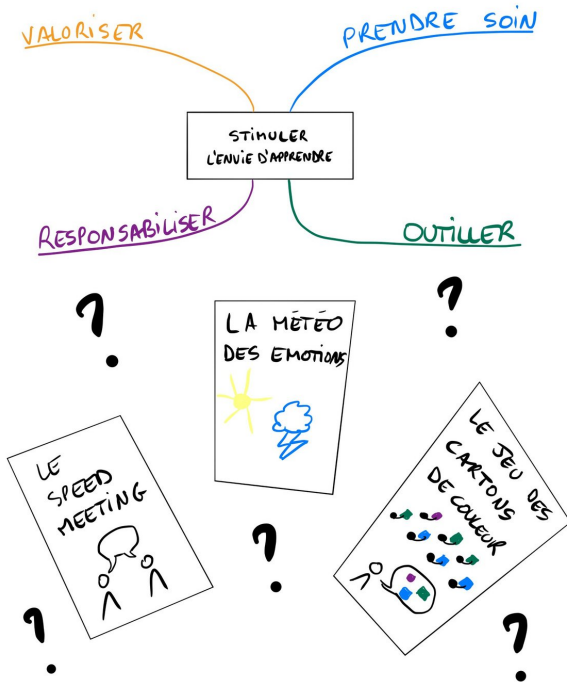 VALORISER
PRENDRE SOIN
STIMULER
L'ENVIE D'APPRENDRE
RESPONSABILISER
OUTILLER
?
?
LA MÉTÉO
DES EMOTIONS
LE
SPEED
MEETING
LE JEU DES
CARTONS
DE COULEUR
?
?
?